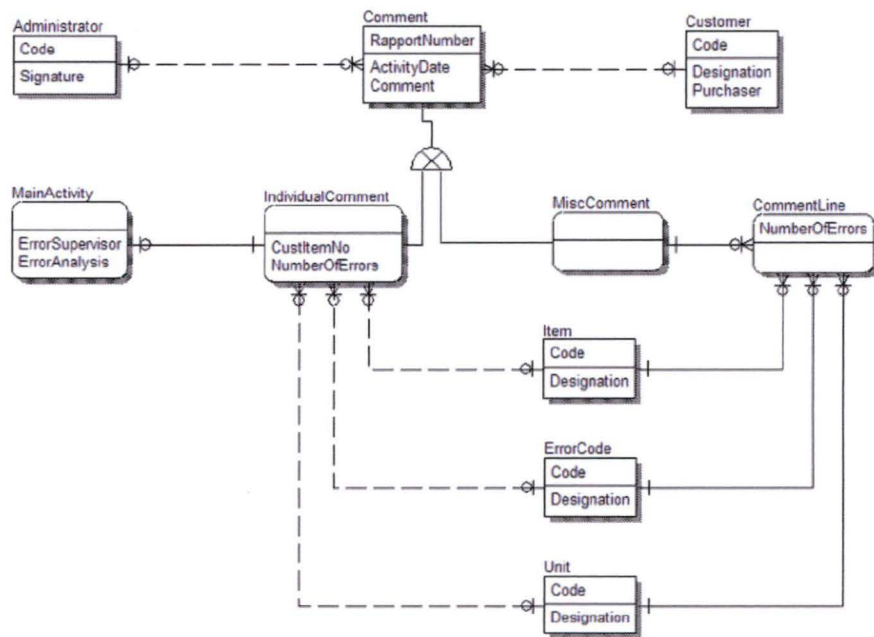 Administrator
Code
Signature
Comment
RapportNumber
ActivityDate
Comment
Customer
Code
Designation
Purchaser
MainActivity
ErrorSupervisor
ErrorAnalysis
IndividualComment
CustItemNo
NumberOfErrors
MiscComment
CommentLine
NumberOfErrors
Item
Code
Designation
ErrorCode
Code
Designation
Unit
Code
Designation